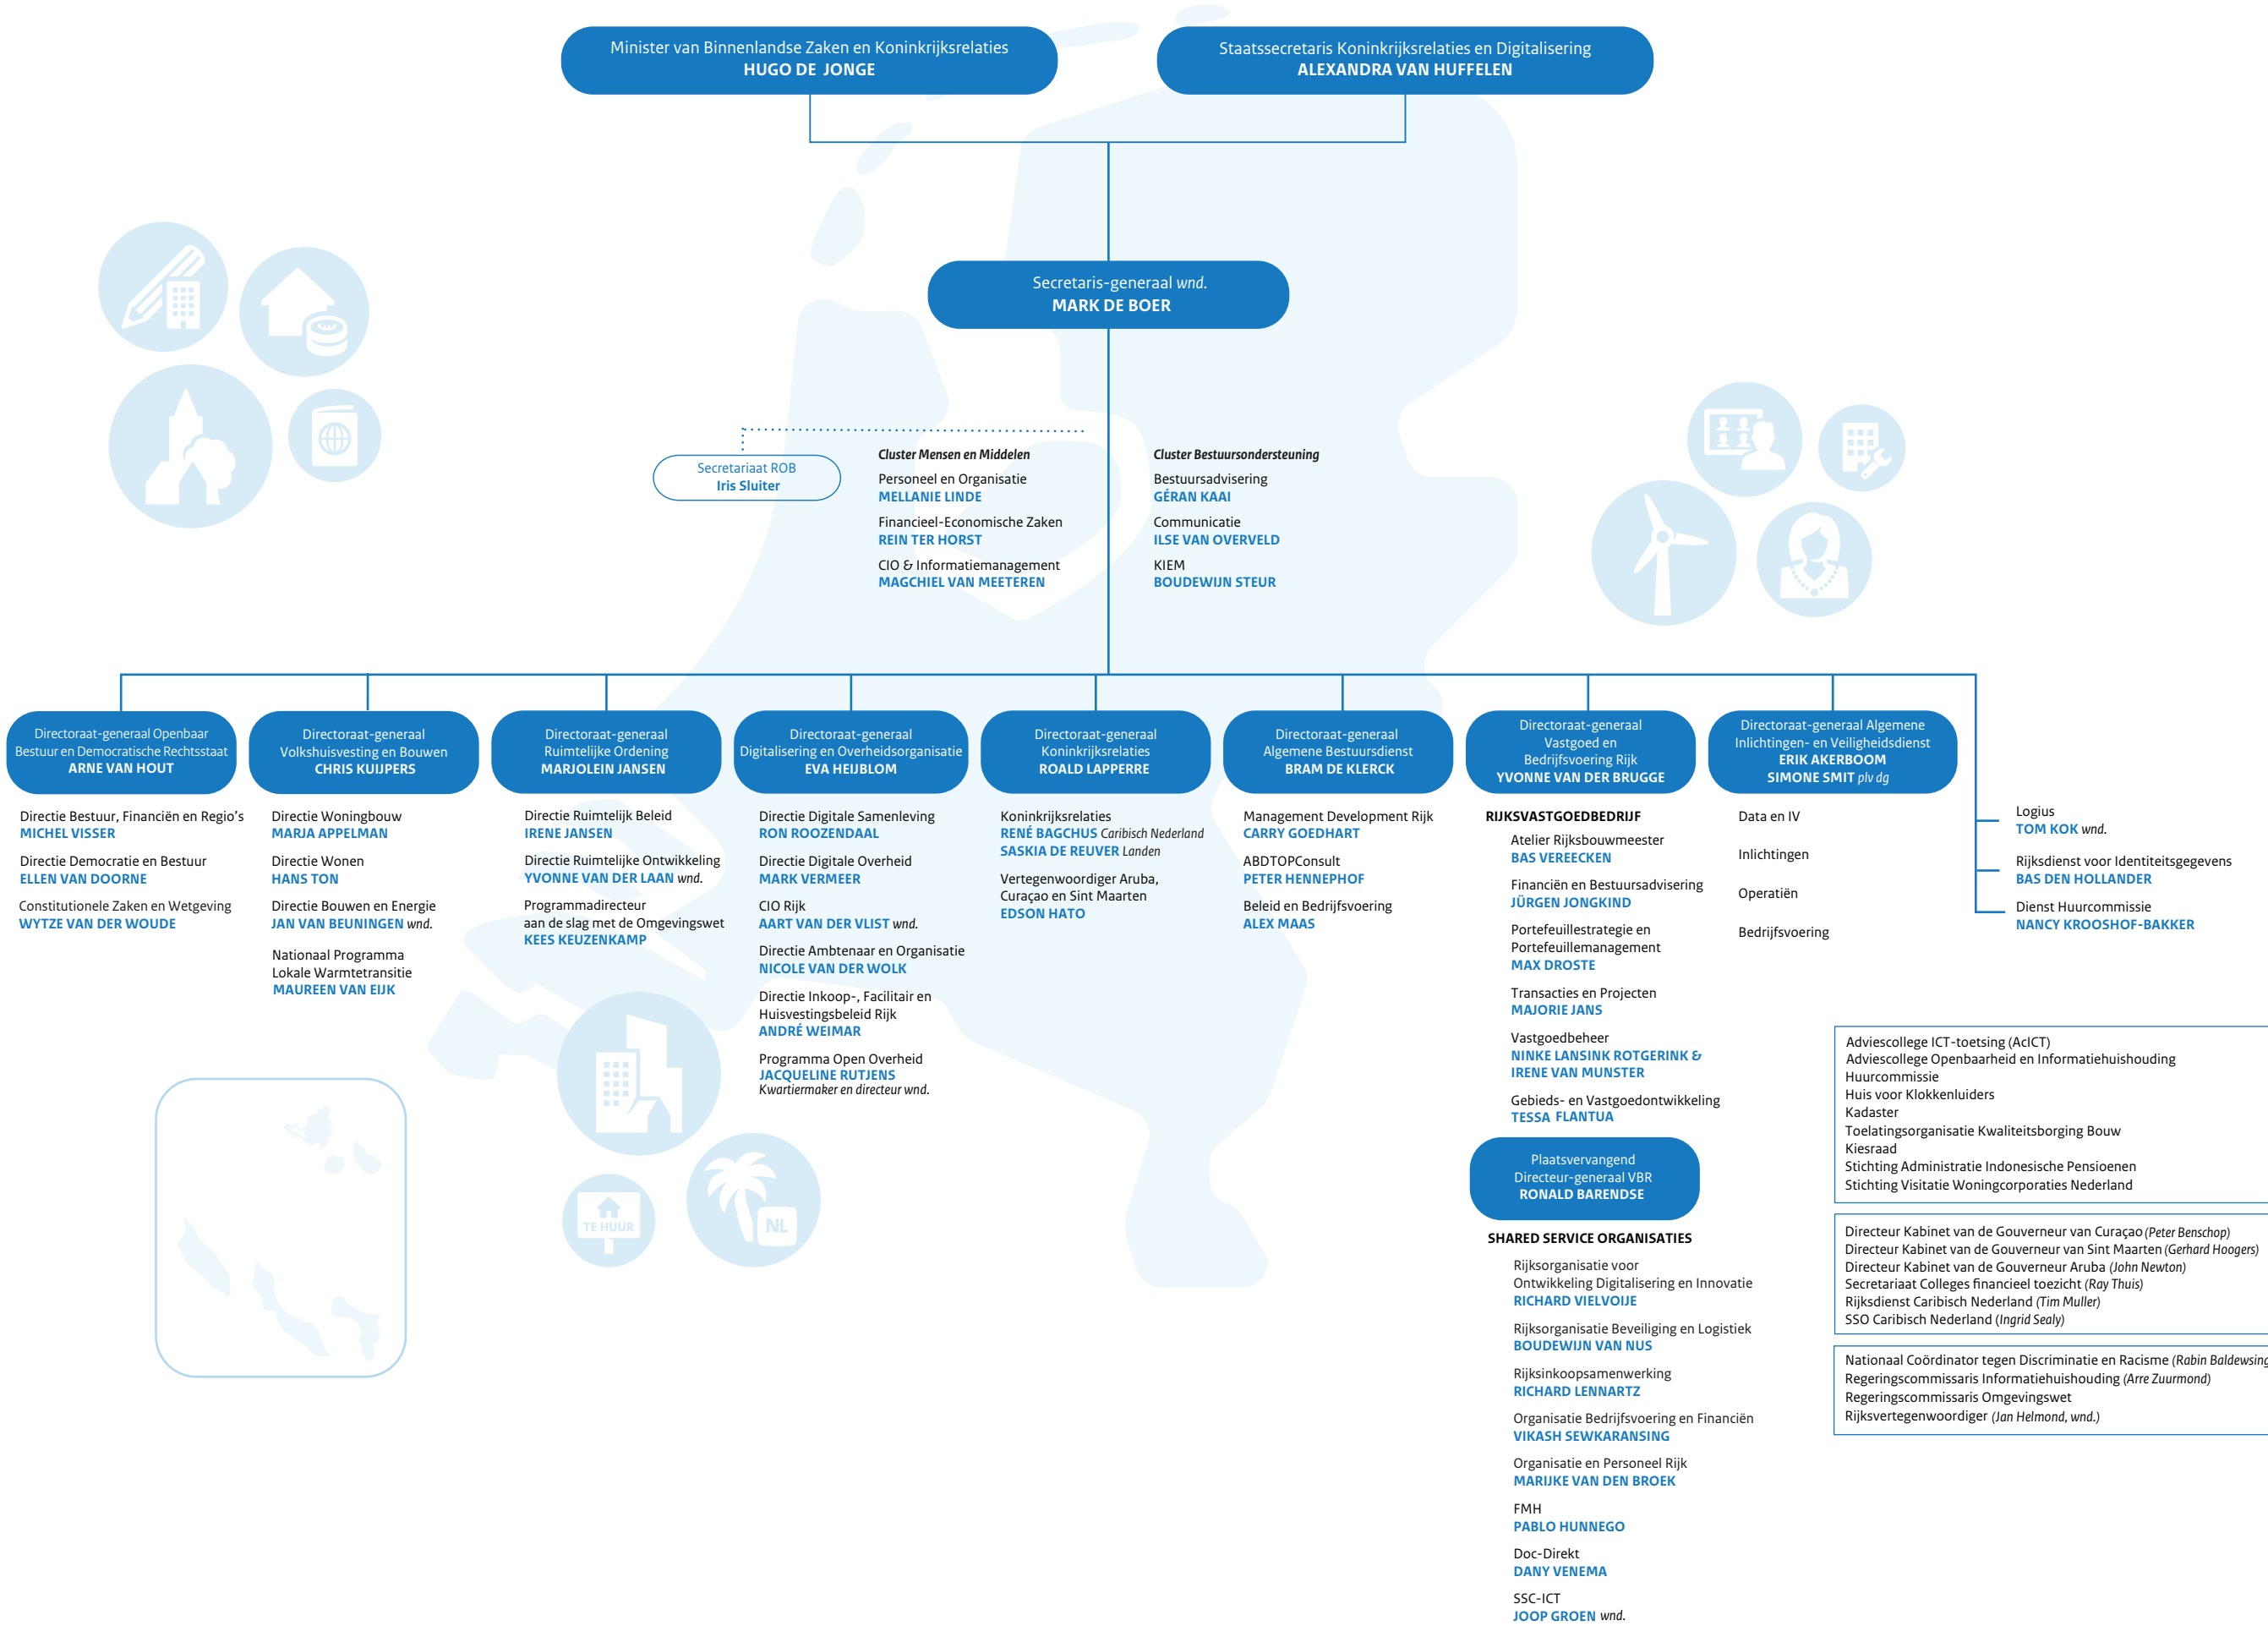 Minister van Binnenlandse Zaken en Koninkrijksrelaties
HUGO DE JONGE
Staatssecretaris Koninkrijksrelaties en Digitalisering
ALEXANDRA VAN HUFFELEN
Secretaris-generaal wnd.
MARK DE BOER
Secretariaat ROB
Iris Sluiter
Cluster Mensen en Middelen
Personeel en Organisatie
MELLANIE LINDE
Financieel-Economische Zaken
REIN TER HORST
CIO & Informatiemanagement
MAGCHIEL VAN MEETEREN
Cluster Bestuursondersteuning
Bestuursadvisering
GÉRAN KAAI
Communicatie
ILSE VAN OVERVELD
KIEM
BOUDEWIJN STEUR
Directoraat-generaal Openbaar
Bestuur en Democratische Rechtsstaat
ARNE VAN HOUT
Directie Bestuur, Financiën en Regio's
MICHEL VISSER
Directie Democratie en Bestuur
ELLEN VAN DOORNE
Constitutionele Zaken en Wetgeving
WYTZE VAN DER WOUDE
Directoraat-generaal
Volkshuisvesting en Bouwen
CHRIS KUIJPERS
Directie Woningbouw
MARJA APPELMAN
Directie Wonen
HANS TON
Directie Bouwen en Energie
JAN VAN BEUNINGEN wnd.
Nationaal Programma
Lokale Warmtetransitie
MAUREEN VAN EIJK
Directoraat-generaal
Ruimtelijke Ordening
MARJOLEIN JANSEN
Directie Ruimtelijk Beleid
IRENE JANSEN
Directie Ruimtelijke Ontwikkeling
YVONNE VAN DER LAAN wnd.
Programmadirecteur
aan de slag met de Omgevingswet
KEES KEUZENKAMP
Directoraat-generaal
Digitalisering en Overheidsorganisatie
EVA HEIJBLOM
Directie Digitale Samenleving
RON ROOZENDAAL
Directie Digitale Overheid
MARK VERMEER
CIO Rijk
AART VAN DER VLIST wnd.
Directie Ambtenaar en Organisatie
NICOLE VAN DER WOLK
Directie Inkoop-, Facilitair en
Huisvestingsbeleid Rijk
ANDRÉ WEIMAR
Programma Open Overheid
JACQUELINE RUTJENS
Kwartiermaker en directeur wnd.
Directoraat-generaal
Koninkrijksrelaties
ROALD LAPPERRE
Koninkrijksrelaties
RENÉ BAGCHUS Caribisch Nederland
SASKIA DE REUVER Landen
Vertegenwoordiger Aruba,
Curaçao en Sint Maarten
EDSON HATO
Directoraat-generaal
Algemene Bestuursdienst
BRAM DE KLERCK
Management Development Rijk
CARRY GOEDHART
ABDTOPConsult
PETER HENNEPHOF
Beleid en Bedrijfsvoering
ALEX MAAS
Directoraat-generaal
Vastgoed en
Bedrijfsvoering Rijk
YVONNE VAN DER BRUGGE
RIJKSVASTGOEDBEDRIJF
Atelier Rijksbouwmeester
BAS VEREECKEN
Financiën en Bestuursadvisering
JÜRGEN JONGKIND
Portefeuillestrategie en
Portefeuillemanagement
MAX DROSTE
Transacties en Projecten
MAJORIE JANS
Vastgoedbeheer
NINKE LANSINK ROTGERINK &
IRENE VAN MUNSTER
Gebieds- en Vastgoedontwikkeling
TESSA FLANTUA
Plaatsvervangend
Directeur-generaal VBR
RONALD BARENDSE
SHARED SERVICE ORGANISATIES
Rijksorganisatie voor
Ontwikkeling Digitalisering en Innovatie
RICHARD VIELVOIJE
Rijksorganisatie Beveiliging en Logistiek
BOUDEWIJN VAN NUS
Rijksinkoopsamenwerking
RICHARD LENNARTZ
Organisatie Bedrijfsvoering en Financiën
VIKASH SEWKARANSING
Organisatie en Personeel Rijk
MARIJKE VAN DEN BROEK
FMH
PABLO HUNNEGO
Doc-Direkt
DANY VENEMA
SSC-ICT
JOOP GROEN wnd.
Directoraat-generaal Algemene
Inlichtingen- en Veiligheidsdienst
ERIK AKERBOOM
SIMONE SMIT plv dg
Data en IV
Inlichtingen
Operatiën
Bedrijfsvoering
Logius
TOM KOK wnd.
Rijksdienst voor Identiteitsgegevens
BAS DEN HOLLANDER
Dienst Huurcommissie
NANCY KROOSHOF-BAKKER
Adviescollege ICT-toetsing (AcICT)
Adviescollege Openbaarheid en Informatiehuishouding
Huurcommissie
Huis voor Klokkenluiders
Kadaster
Toelatingsorganisatie Kwaliteitsborging Bouw
Kiesraad
Stichting Administratie Indonesische Pensioenen
Stichting Visitatie Woningcorporaties Nederland
Directeur Kabinet van de Gouverneur van Curaçao (Peter Benschop)
Directeur Kabinet van de Gouverneur van Sint Maarten (Gerhard Hoogers)
Directeur Kabinet van de Gouverneur Aruba (John Newton)
Secretariaat Colleges financieel toezicht (Ray Thuis)
Rijksdienst Caribisch Nederland (Tim Muller)
SSO Caribisch Nederland (Ingrid Sealy)
Nationaal Coördinator tegen Discriminatie en Racisme (Rabin Baldewsing
Regeringscommissaris Informatiehuishouding (Arre Zuurmond)
Regeringscommissaris Omgevingswet
Rijksvertegenwoordiger (Jan Helmond, wnd.)
TE HUUR
NL